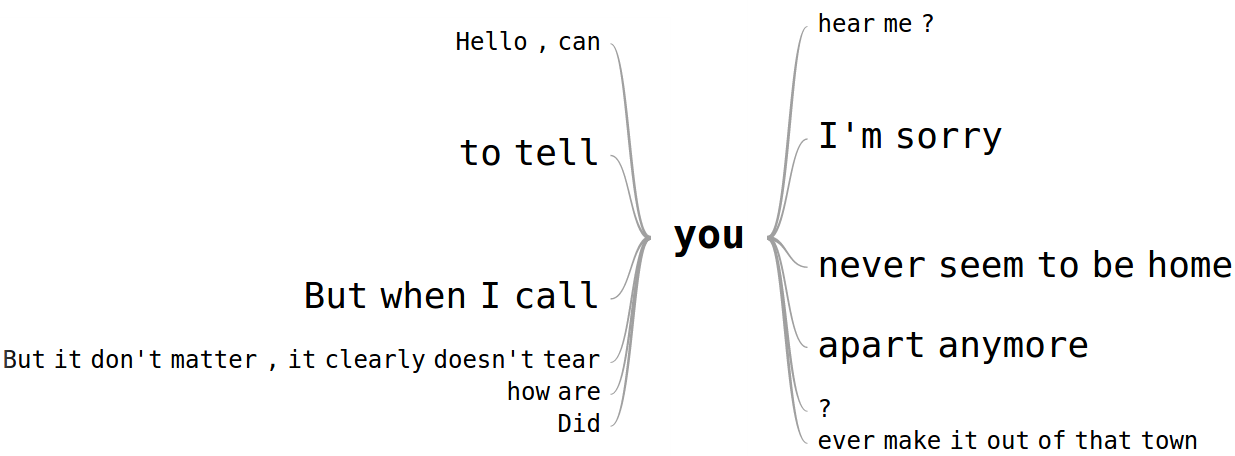 Hello , can
to tell
But when I call
But it don't matter , it clearly doesn't tear
how are
Did
you
hear me ?
I'm sorry
never seem to be home
apart anymore
?
ever make it out of that town